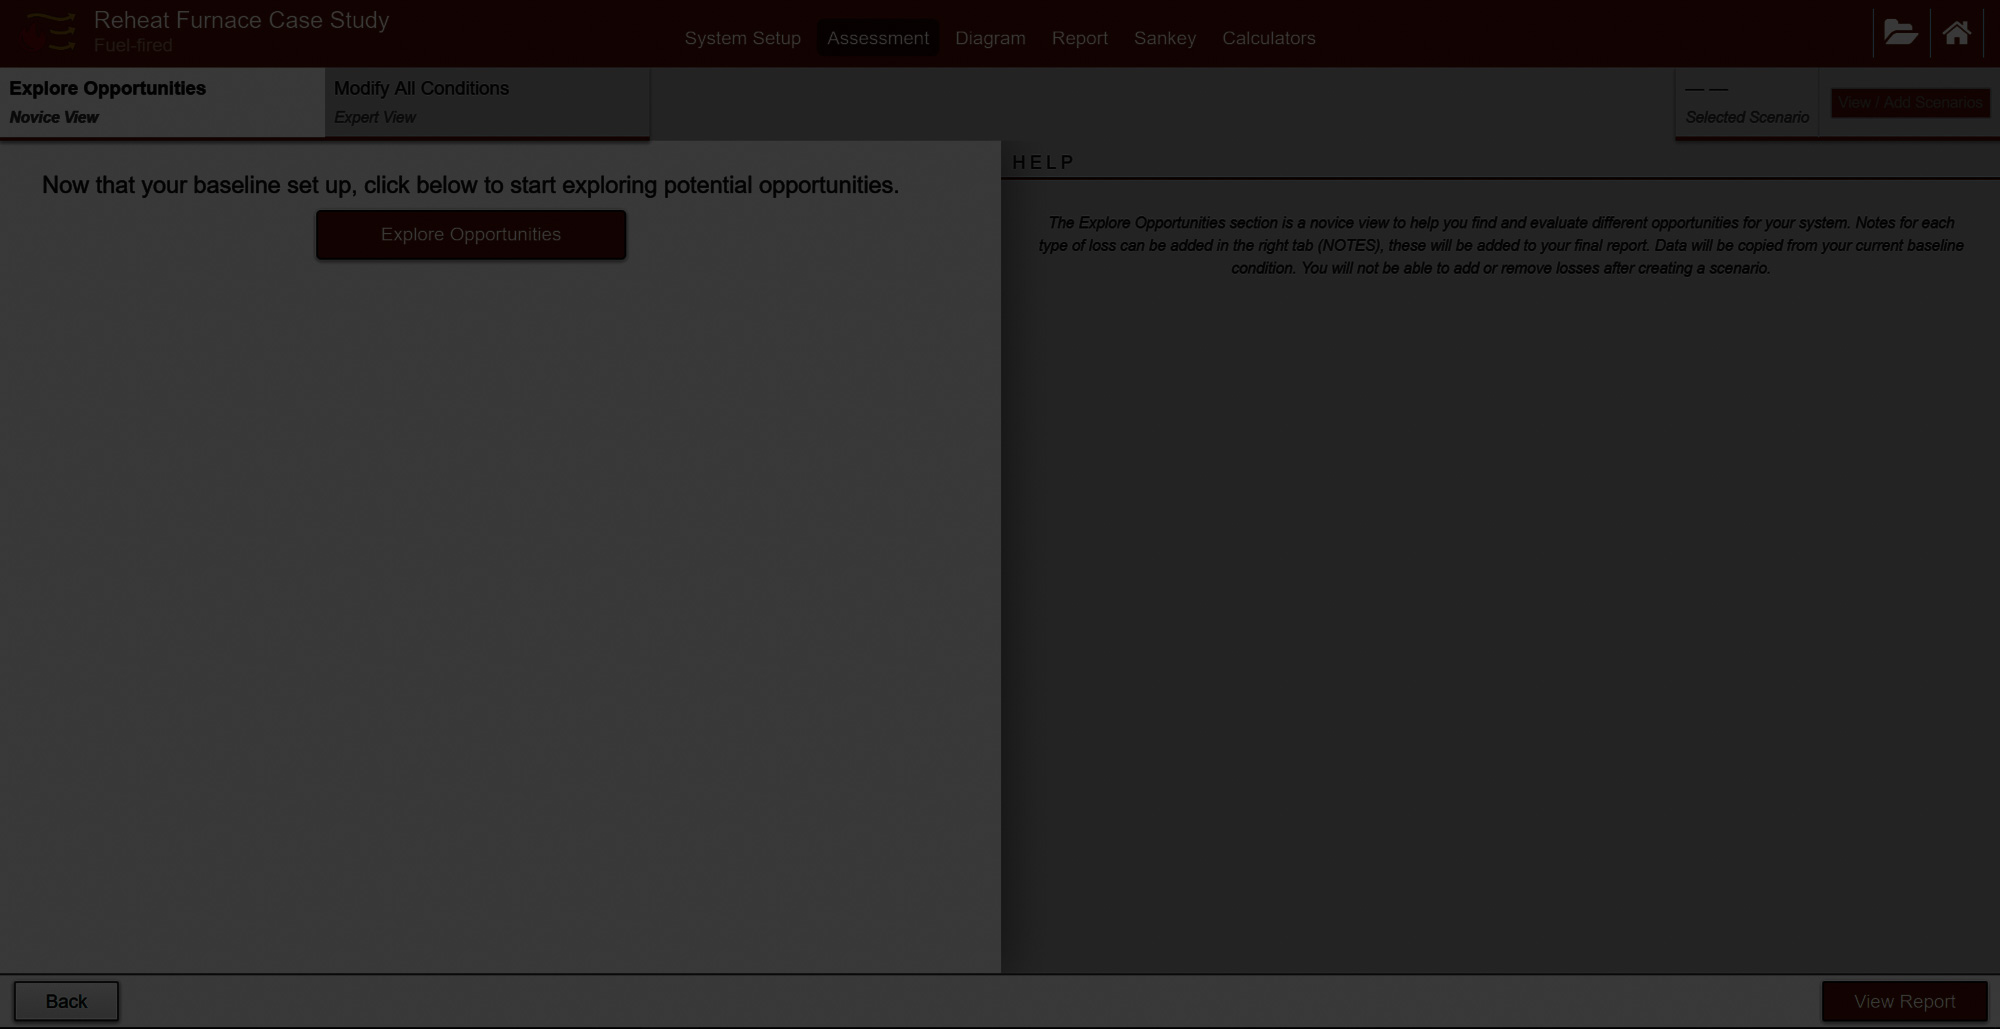 Reheat Furnace Case Study
Fuel-fired
System Setup Assessment Diagram Report Sankey Calculators
Explore Opportunities
Novice View
Modify All Conditions
Expert View
— —
Selected Scenario
View / Add Scenarios
Now that your baseline set up, click below to start exploring potential opportunities.
Explore Opportunities
HELP
The Explore Opportunities section is a novice view to help you find and evaluate different opportunities for your system. Notes for each
type of loss can be added in the right tab (NOTES), these will be added to your final report. Data will be copied from your current baseline
condition. You will not be able to add or remove losses after creating a scenario.
Back
View Report